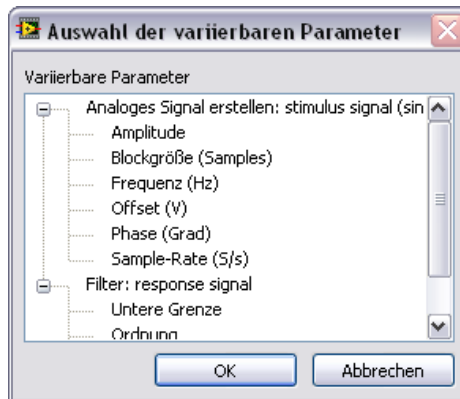 Auswahl der variierbaren Parameter
Variierbare Parameter
Analoges Signal erstellen: stimulus signal (sin
Amplitude
Blockgröße (Samples)
Frequenz (Hz)
Offset (V)
Phase (Grad)
Sample-Rate (S/s)
Filter: response signal
Untere Grenze
Ordnung
OK
Abbrechen